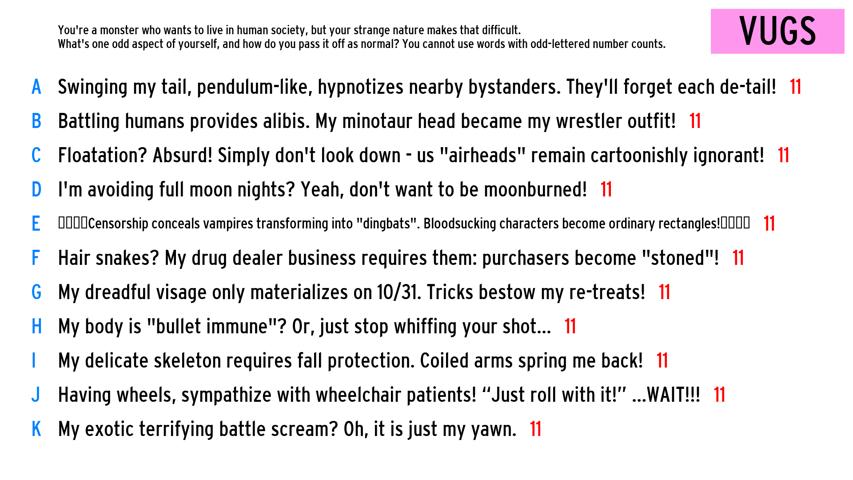 You're a monster who wants to live in human society, but your strange nature makes that difficult.
What's one odd aspect of yourself, and how do you pass it off as normal? You cannot use words with odd-lettered number counts.
VUGS
A Swinging my tail, pendulum-like, hypnotizes nearby bystanders. They'll forget each de-tail! 11
B Battling humans provides alibis. My minotaur head became my wrestler outfit! 11
C Floatation? Absurd! Simply don't look down - us "airheads" remain cartoonishly ignorant! 11
D I'm avoiding full moon nights? Yeah, don't want to be moonburned! 11
E ▯▯▯▯Censorship conceals vampires transforming into "dingbats". Bloodsucking characters become ordinary rectangles!▯▯▯▯ 11
F Hair snakes? My drug dealer business requires them: purchasers become "stoned"! 11
G My dreadful visage only materializes on 10/31. Tricks bestow my re-treats! 11
H My body is "bullet immune"? Or, just stop whiffing your shot... 11
I My delicate skeleton requires fall protection. Coiled arms spring me back! 11
J Having wheels, sympathize with wheelchair patients! “Just roll with it!” ...WAIT!!! 11
K My exotic terrifying battle scream? Oh, it is just my yawn. 11